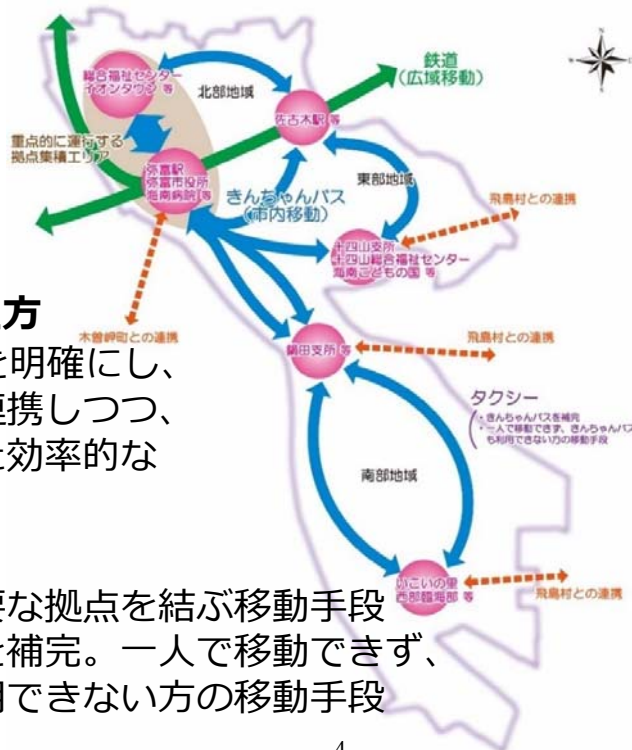 鉄道
(広域移動)
総合福祉センター
イオンタウン 等
北部地域
佐古木駅 等
重点的に運行する
拠点集積エリア
弥富駅
弥富市役所
海南病院 等
きんちゃんバス
(市内移動)
東部地域
飛島村との連携
十四山支所
十四山総合福祉センター
海南こどもの国 等
木曽岬町との連携
鍋田支所 等
飛島村との連携
タクシー
・きんちゃんバスを補完
・一人で移動できず、きんちゃんバス
も利用できない方の移動手段
南部地域
いこいの里
西部臨海部 等
飛島村との連携
方
を明確にし、
連携しつつ、
た効率的な
要な拠点を結ぶ移動手段
を補完。一人で移動できず、
用できない方の移動手段
4